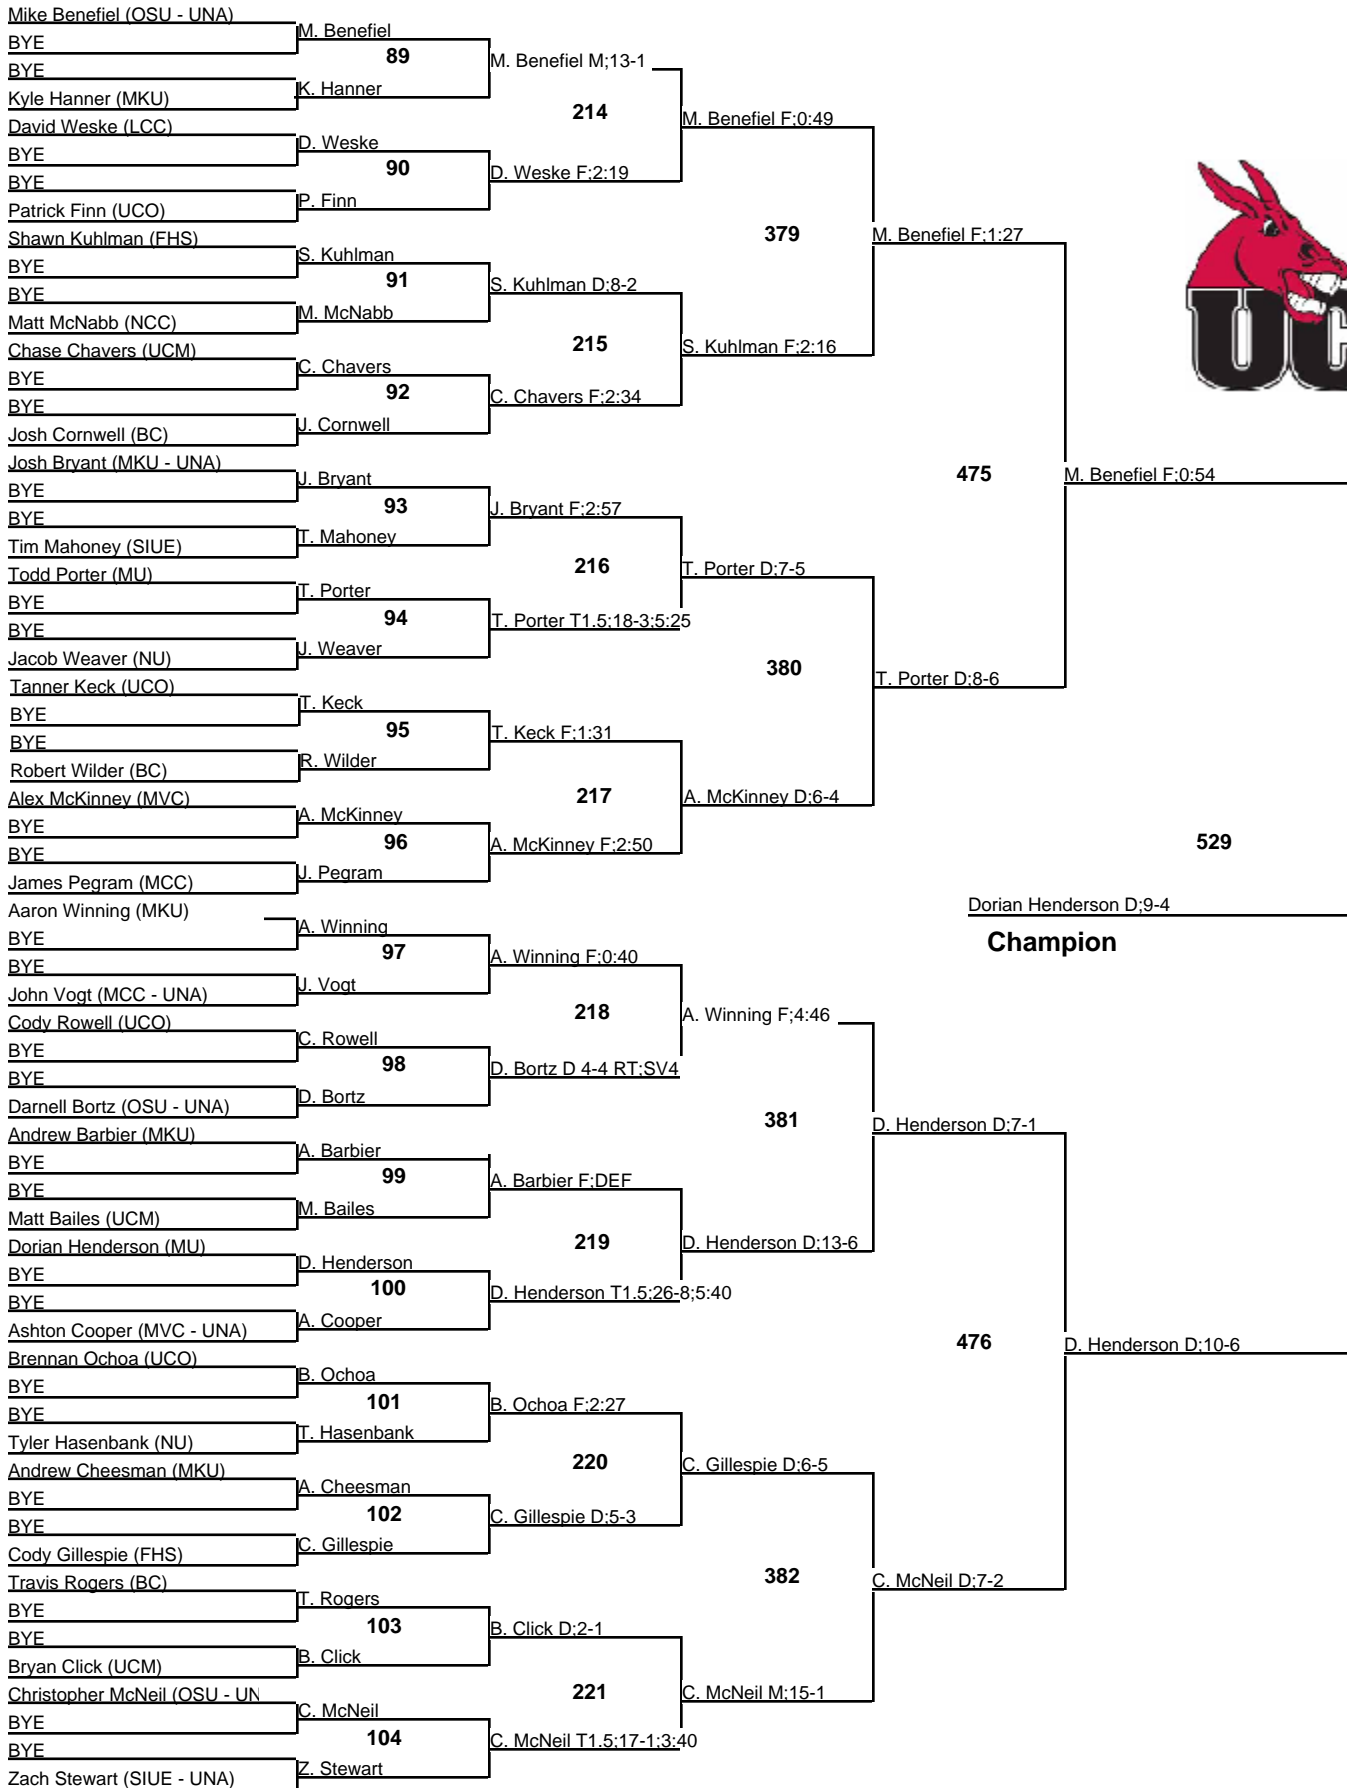 Mike Benefiel (OSU - UNA)
BYE
BYE
Kyle Hanner (MKU)
David Weske (LCC)
BYE
BYE
Patrick Finn (UCO)
Shawn Kuhlman (FHS)
BYE
BYE
Matt McNabb (NCC)
Chase Chavers (UCM)
BYE
BYE
Josh Cornwell (BC)
Josh Bryant (MKU - UNA)
BYE
BYE
Tim Mahoney (SIUE)
Todd Porter (MU)
BYE
BYE
Jacob Weaver (NU)
Tanner Keck (UCO)
BYE
BYE
Robert Wilder (BC)
Alex McKinney (MVC)
BYE
BYE
James Pegram (MCC)
Aaron Winning (MKU)
BYE
BYE
John Vogt (MCC - UNA)
Cody Rowell (UCO)
BYE
BYE
Darnell Bortz (OSU - UNA)
Andrew Barbier (MKU)
BYE
BYE
Matt Bailes (UCM)
Dorian Henderson (MU)
BYE
BYE
Ashton Cooper (MVC - UNA)
Brennan Ochoa (UCO)
BYE
BYE
Tyler Hasenbank (NU)
Andrew Cheesman (MKU)
BYE
BYE
Cody Gillespie (FHS)
Travis Rogers (BC)
BYE
BYE
Bryan Click (UCM)
Christopher McNeil (OSU - UN
BYE
BYE
Zach Stewart (SIUE - UNA)
M. Benefiel
89
K. Hanner
D. Weske
90
P. Finn
S. Kuhlman
91
M. McNabb
C. Chavers
92
J. Cornwell
J. Bryant
93
T. Mahoney
T. Porter
94
J. Weaver
T. Keck
95
R. Wilder
A. McKinney
96
J. Pegram
A. Winning
97
J. Vogt
C. Rowell
98
D. Bortz
A. Barbier
99
M. Bailes
D. Henderson
100
A. Cooper
B. Ochoa
101
T. Hasenbank
A. Cheesman
102
C. Gillespie
T. Rogers
103
B. Click
C. McNeil
104
Z. Stewart
M. Benefiel M;13-1
214
D. Weske F;2:19
S. Kuhlman D;8-2
215
C. Chavers F;2:34
J. Bryant F;2:57
216
T. Porter T1.5;18-3;5:25
T. Keck F;1:31
217
A. McKinney F;2:50
A. Winning F;0:40
218
D. Bortz D 4-4 RT;SV4
A. Barbier F;DEF
219
D. Henderson T1.5;26-8;5:40
B. Ochoa F;2:27
220
C. Gillespie D;5-3
B. Click D;2-1
221
C. McNeil T1.5;17-1;3:40
M. Benefiel F;0:49
379
S. Kuhlman F;2:16
T. Porter D;7-5
380
A. McKinney D;6-4
A. Winning F;4:46
381
D. Henderson D;13-6
C. Gillespie D;6-5
382
C. McNeil M;15-1
M. Benefiel F;1:27
475
T. Porter D;8-6
D. Henderson D;7-1
476
C. McNeil D;7-2
M. Benefiel F;0:54
529
D. Henderson D;10-6
Dorian Henderson D;9-4
Champion
UC